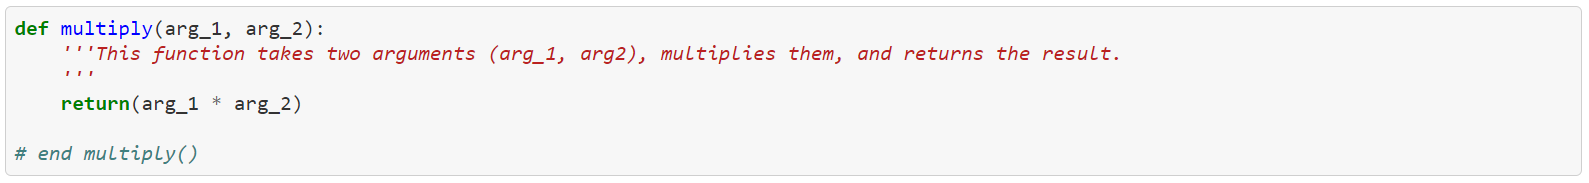 def multiply(arg_1, arg_2):
    '''This function takes two arguments (arg_1, arg2), multiplies them, and returns the result.
    '''
    return(arg_1 * arg_2)

# end multiply()